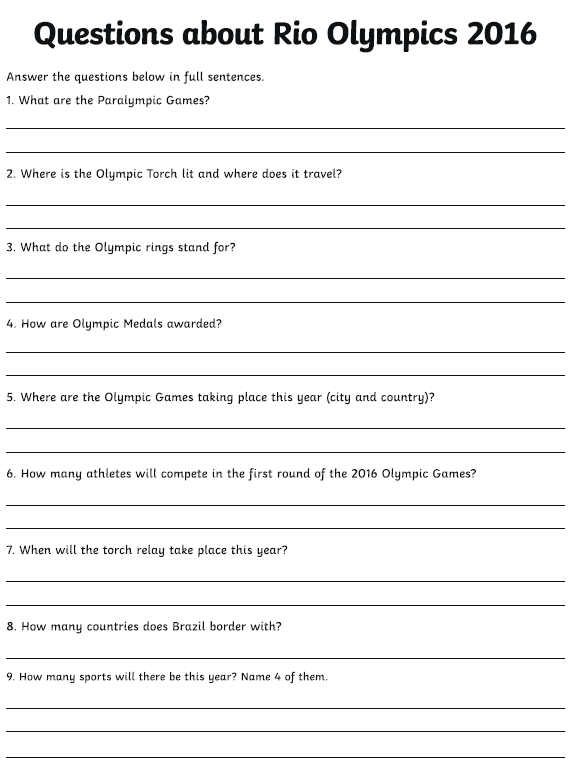 Questions about Rio Olympics 2016
Answer the questions below in full sentences.
1. What are the Paralympic Games?
2. Where is the Olympic Torch lit and where does it travel?
3. What do the Olympic rings stand for?
4. How are Olympic Medals awarded?
5. Where are the Olympic Games taking place this year (city and country)?
6. How many athletes will compete in the first round of the 2016 Olympic Games?
7. When will the torch relay take place this year?
8. How many countries does Brazil border with?
9. How many sports will there be this year? Name 4 of them.